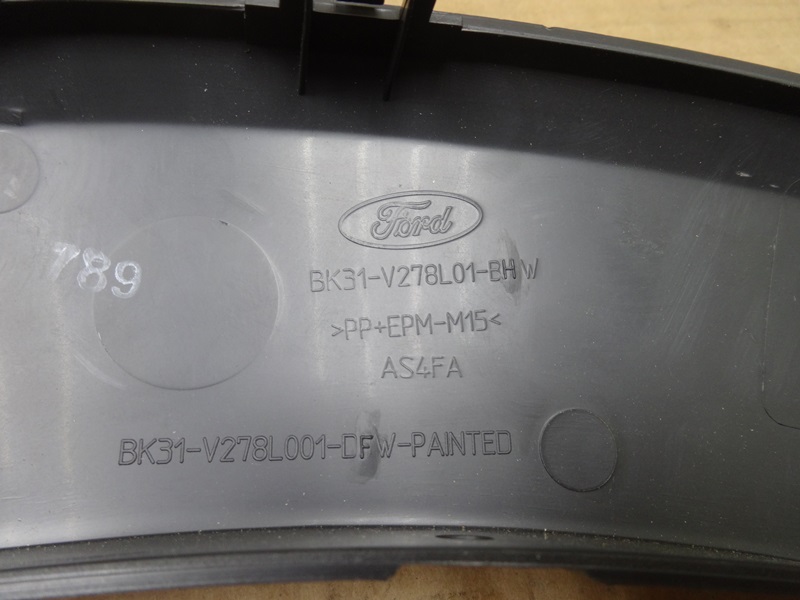 Ford
BK31-V278L01-BHW
789
>PP+EPM-M15<
AS4FA
BK31-V278L001-DFW-PAINTED